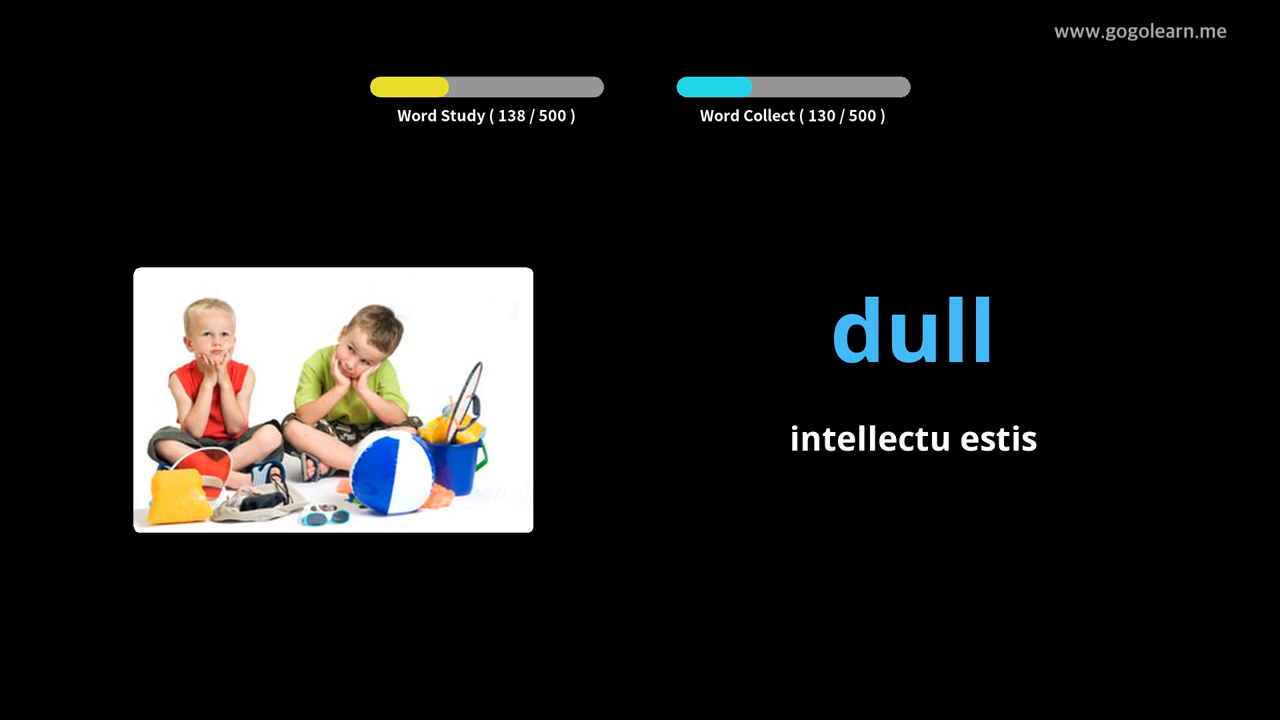 www.gogolearn.me
Word Study ( 138 / 500 )
Word Collect ( 130 / 500 )
dull
intellectu estis